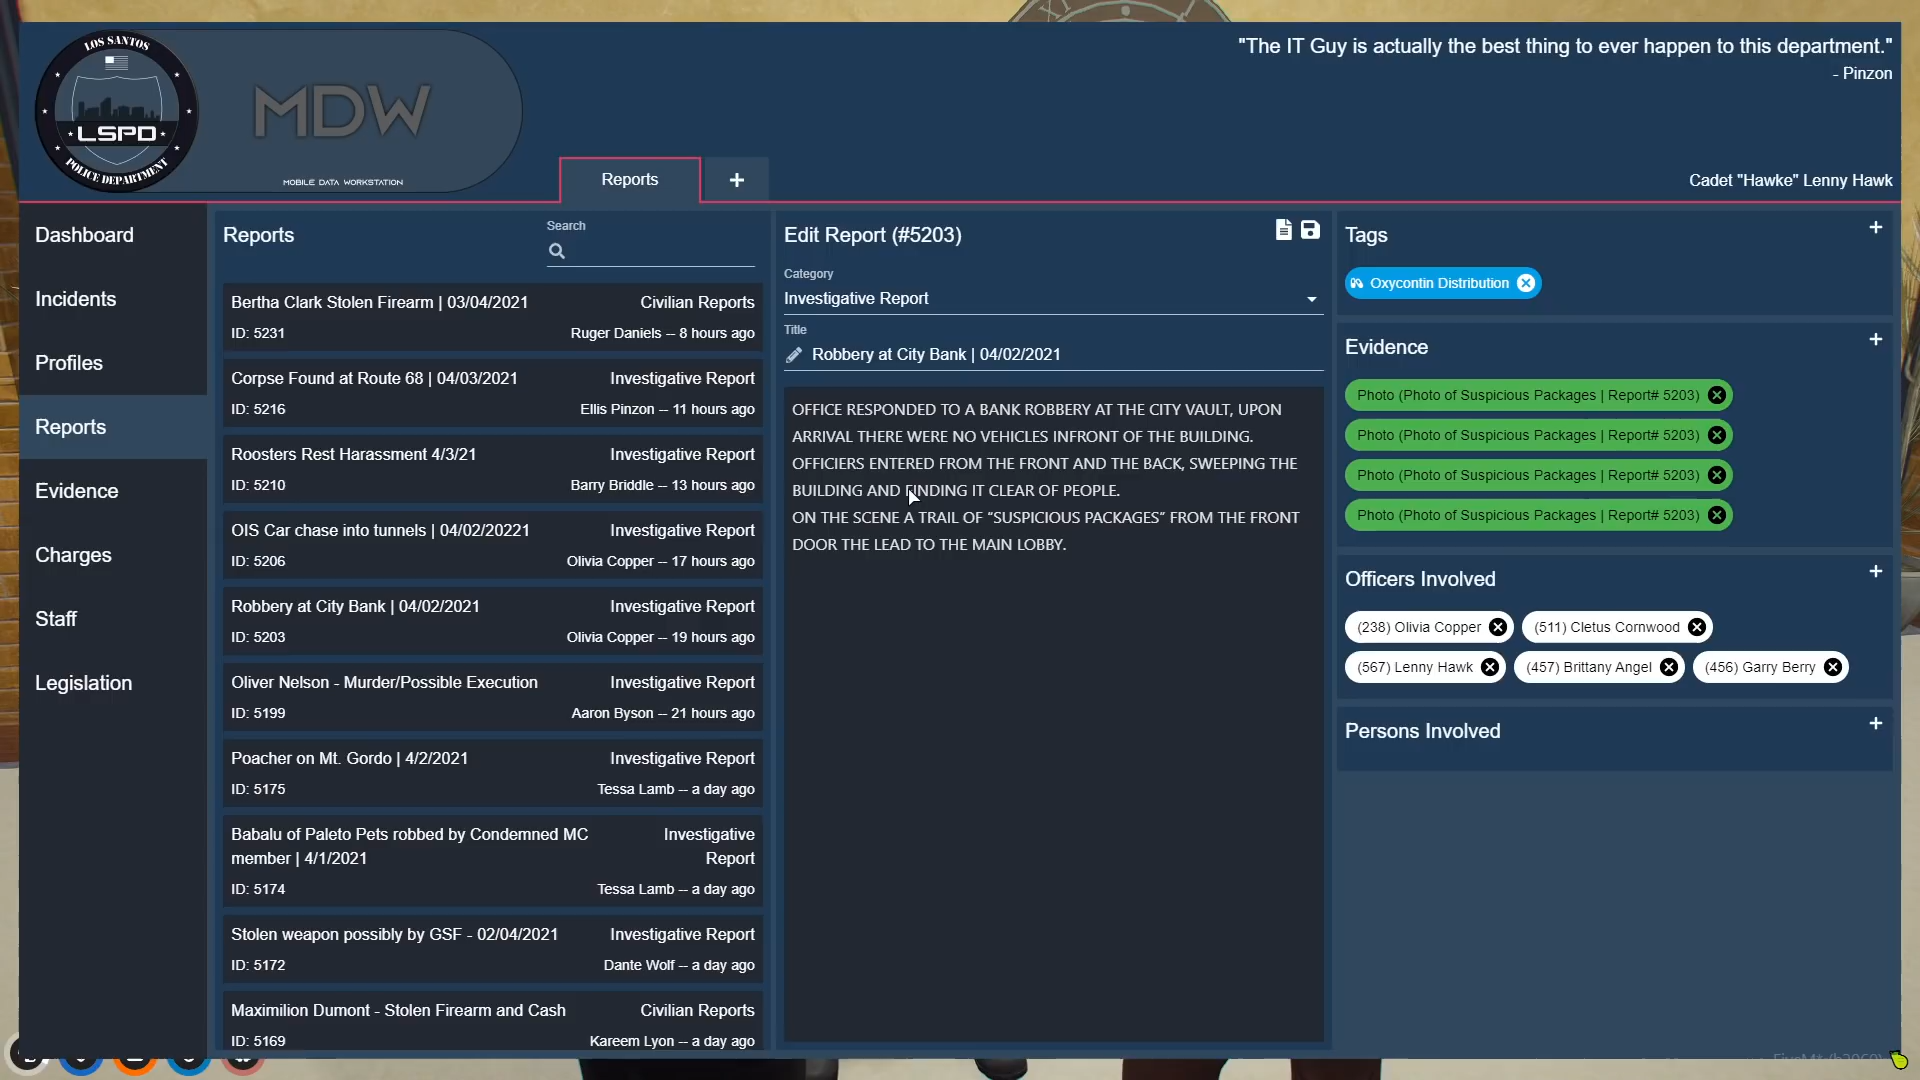 LOS SANTOS
LSPD
POLICE DEPARTMENT
MDW
MOBILE DATA WORKSTATION
"The IT Guy is actually the best thing to ever happen to this department."
- Pinzon
Reports
+
Cadet "Hawke" Lenny Hawk
Dashboard
Incidents
Profiles
Reports
Evidence
Charges
Staff
Legislation
Reports
Search
Bertha Clark Stolen Firearm | 03/04/2021 Civilian Reports
ID: 5231 Ruger Daniels -- 8 hours ago
Corpse Found at Route 68 | 04/03/2021 Investigative Report
ID: 5216 Ellis Pinzon -- 11 hours ago
Roosters Rest Harassment 4/3/21 Investigative Report
ID: 5210 Barry Briddle -- 13 hours ago
OIS Car chase into tunnels | 04/02/20221 Investigative Report
ID: 5206 Olivia Copper -- 17 hours ago
Robbery at City Bank | 04/02/2021 Investigative Report
ID: 5203 Olivia Copper -- 19 hours ago
Oliver Nelson - Murder/Possible Execution Investigative Report
ID: 5199 Aaron Byson -- 21 hours ago
Poacher on Mt. Gordo | 4/2/2021 Investigative Report
ID: 5175 Tessa Lamb -- a day ago
Babalu of Paleto Pets robbed by Condemned MC Investigative
member | 4/1/2021 Report
ID: 5174 Tessa Lamb -- a day ago
Stolen weapon possibly by GSF - 02/04/2021 Investigative Report
ID: 5172 Dante Wolf -- a day ago
Maximilion Dumont - Stolen Firearm and Cash Civilian Reports
ID: 5169 Kareem Lyon -- a day ago
Edit Report (#5203)
Category
Investigative Report
Title
Robbery at City Bank | 04/02/2021
OFFICE RESPONDED TO A BANK ROBBERY AT THE CITY VAULT, UPON
ARRIVAL THERE WERE NO VEHICLES INFRONT OF THE BUILDING.
OFFICIERS ENTERED FROM THE FRONT AND THE BACK, SWEEPING THE
BUILDING AND FINDING IT CLEAR OF PEOPLE.
ON THE SCENE A TRAIL OF “SUSPICIOUS PACKAGES” FROM THE FRONT
DOOR THE LEAD TO THE MAIN LOBBY.
Tags +
Oxycontin Distribution
Evidence +
Photo (Photo of Suspicious Packages | Report# 5203)
Photo (Photo of Suspicious Packages | Report# 5203)
Photo (Photo of Suspicious Packages | Report# 5203)
Photo (Photo of Suspicious Packages | Report# 5203)
Officers Involved +
(238) Olivia Copper (511) Cletus Cornwood
(567) Lenny Hawk (457) Brittany Angel (456) Garry Berry
Persons Involved +